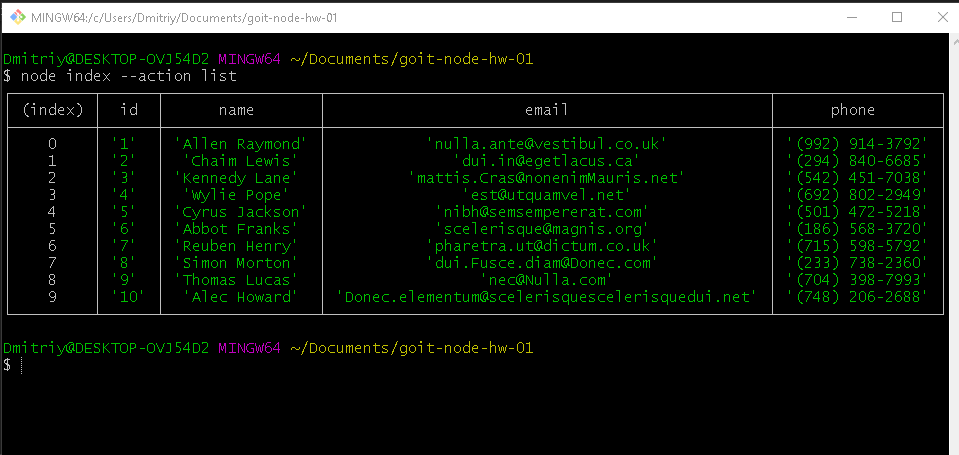 MINGW64:/c/Users/Dmitriy/Documents/goit-node-hw-01
Dmitriy@DESKTOP-OVJ54D2 MINGW64 ~/Documents/goit-node-hw-01
$ node index --action list
(index) id name email phone
0 '1' 'Allen Raymond' 'nulla.ante@vestibul.co.uk' '(992) 914-3792'
1 '2' 'Chaim Lewis' 'dui.in@egetlacus.ca' '(294) 840-6685'
2 '3' 'Kennedy Lane' 'mattis.Cras@nonenimMauris.net' '(542) 451-7038'
3 '4' 'Wylie Pope' 'est@utquamvel.net' '(692) 802-2949'
4 '5' 'Cyrus Jackson' 'nibh@semsempererat.com' '(501) 472-5218'
5 '6' 'Abbot Franks' 'scelerisque@magnis.org' '(186) 568-3720'
6 '7' 'Reuben Henry' 'pharetra.ut@dictum.co.uk' '(715) 598-5792'
7 '8' 'Simon Morton' 'dui.Fusce.diam@Donec.com' '(233) 738-2360'
8 '9' 'Thomas Lucas' 'nec@Nulla.com' '(704) 398-7993'
9 '10' 'Alec Howard' 'Donec.elementum@scelerisquescelerisquedui.net' '(748) 206-2688'
Dmitriy@DESKTOP-OVJ54D2 MINGW64 ~/Documents/goit-node-hw-01
$